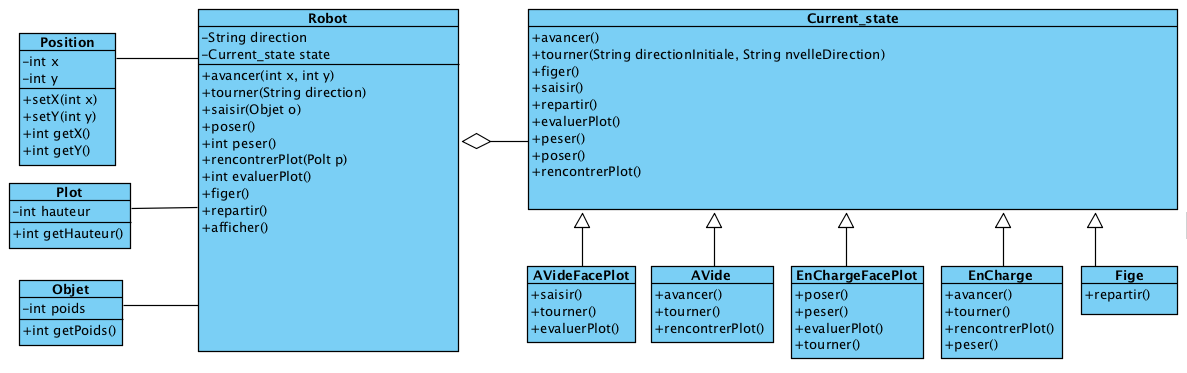 Position
-int x
-int y
+setX(int x)
+setY(int y)
+int getX()
+int getY()
Plot
-int hauteur
+int getHauteur()
Objet
-int poids
+int getPoids()
Robot
-String direction
-Current_state state
+avancer(int x, int y)
+tourner(String direction)
+saisir(Objet o)
+poser()
+int peser()
+rencontrerPlot(Polt p)
+int evaluerPlot()
+figer()
+repartir()
+afficher()
Current_state
+avancer()
+tourner(String directionInitiale, String nvelleDirection)
+figer()
+saisir()
+repartir()
+evaluerPlot()
+peser()
+poser()
+rencontrerPlot()
AVideFacePlot
+saisir()
+tourner()
+evaluerPlot()
AVide
+avancer()
+tourner()
+rencontrerPlot()
EnChargeFacePlot
+poser()
+peser()
+evaluerPlot()
+tourner()
EnCharge
+avancer()
+tourner()
+rencontrerPlot()
+peser()
Fige
+repartir()